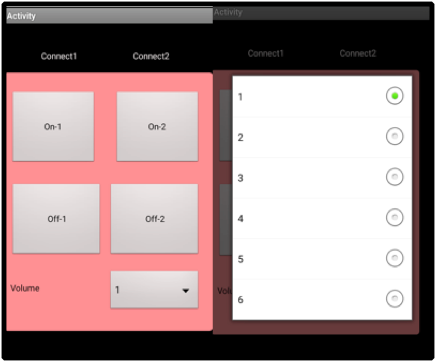 Activity
Connect1 Connect2
On-1 On-2
Off-1 Off-2
Volume 1
Activity
Connect1 Connect2
1
2
3
4
5
6
Volu